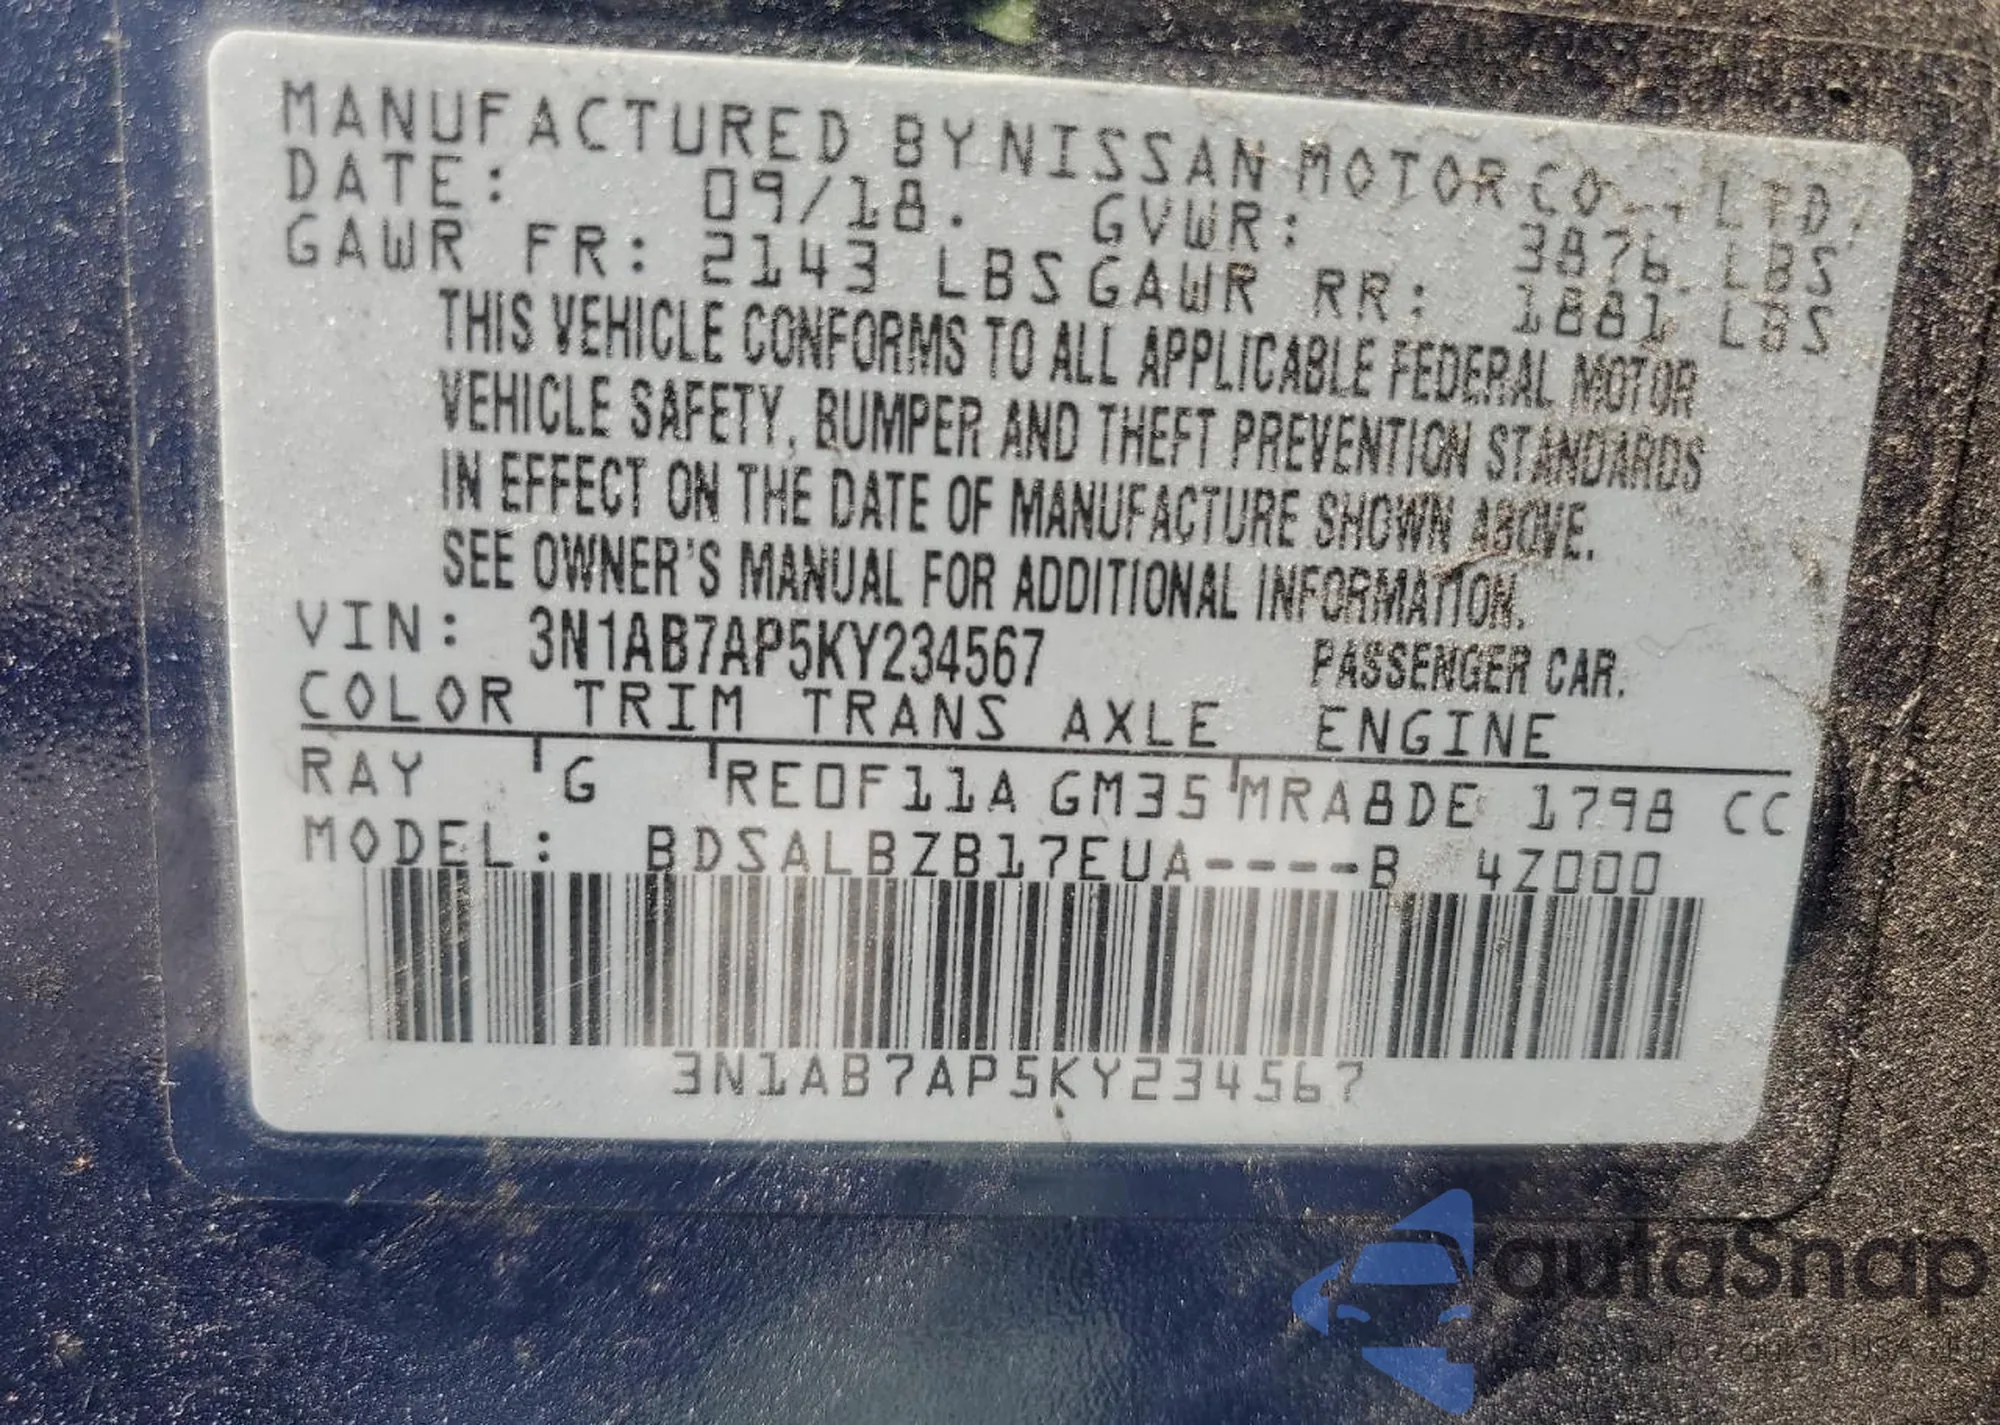 MANUFACTURED BY NISSAN MOTOR CO., LTD.
DATE: 09/18. GVWR: 3876 LBS
GAWR FR: 2143 LBS GAWR RR: 1881 LBS
THIS VEHICLE CONFORMS TO ALL APPLICABLE FEDERAL MOTOR
VEHICLE SAFETY, BUMPER AND THEFT PREVENTION STANDARDS
IN EFFECT ON THE DATE OF MANUFACTURE SHOWN ABOVE.
SEE OWNER'S MANUAL FOR ADDITIONAL INFORMATION.
VIN: 3N1AB7AP5KY234567 PASSENGER CAR.
COLOR TRIM TRANS AXLE ENGINE
RAY G RE0F11A GM35 MRA8DE 1798 CC
MODEL: BDSALBZB17EUA----B 4Z000
3N1AB7AP5KY234567
autaSnap